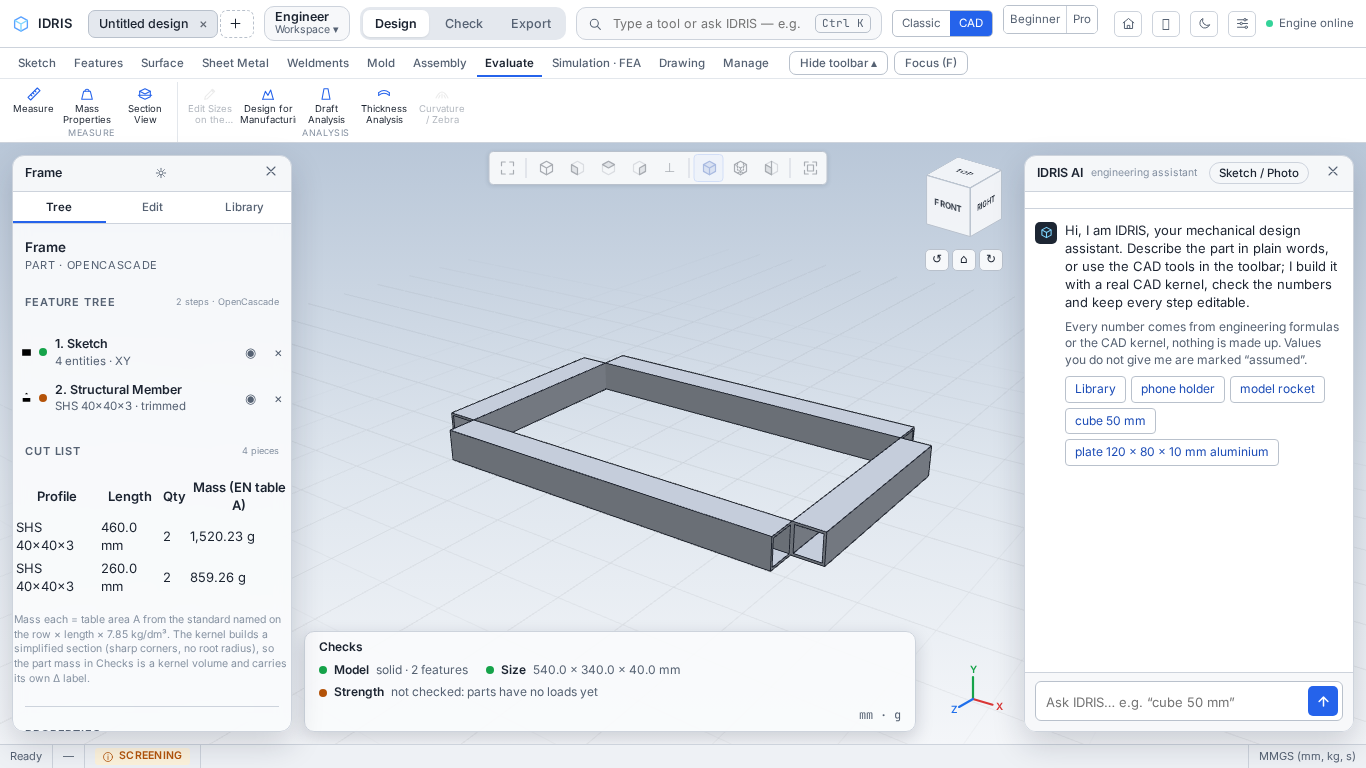 IDRIS
Untitled design ×
+
Engineer
Workspace ▾
Design
Check
Export
Type a tool or ask IDRIS — e.g.
Ctrl K
Classic
CAD
Beginner
Pro
Engine online
Sketch
Features
Surface
Sheet Metal
Weldments
Mold
Assembly
Evaluate
Simulation · FEA
Drawing
Manage
Hide toolbar ▴
Focus (F)
Measure
Mass
Properties
Section
View
MEASURE
Edit Sizes
on the...
Design for
Manufacturi
Draft
Analysis
Thickness
Analysis
Curvature
/ Zebra
ANALYSIS
Frame
Tree
Edit
Library
Frame
PART · OPENCASCADE
FEATURE TREE
2 steps · OpenCascade
1. Sketch
4 entities · XY
2. Structural Member
SHS 40×40×3 · trimmed
CUT LIST
4 pieces
Profile Length Qty Mass (EN table
A)
SHS 460.0 2 1,520.23 g
40×40×3 mm
SHS 260.0 2 859.26 g
40×40×3 mm
Mass each = table area A from the standard named on
the row × length × 7.85 kg/dm³. The kernel builds a
simplified section (sharp corners, no root radius), so
the part mass in Checks is a kernel volume and carries
its own Δ label.
PROPERTIES
TOP
FRONT
RIGHT
Checks
Model solid · 2 features
Size 540.0 × 340.0 × 40.0 mm
Strength not checked: parts have no loads yet
mm · g
Y
X
Z
IDRIS AI
engineering assistant
Sketch / Photo
Hi, I am IDRIS, your mechanical design
assistant. Describe the part in plain words,
or use the CAD tools in the toolbar; I build it
with a real CAD kernel, check the numbers
and keep every step editable.
Every number comes from engineering formulas
or the CAD kernel, nothing is made up. Values
you do not give me are marked “assumed”.
Library
phone holder
model rocket
cube 50 mm
plate 120 × 80 × 10 mm aluminium
Ask IDRIS… e.g. “cube 50 mm”
Ready
—
SCREENING
MMGS (mm, kg, s)